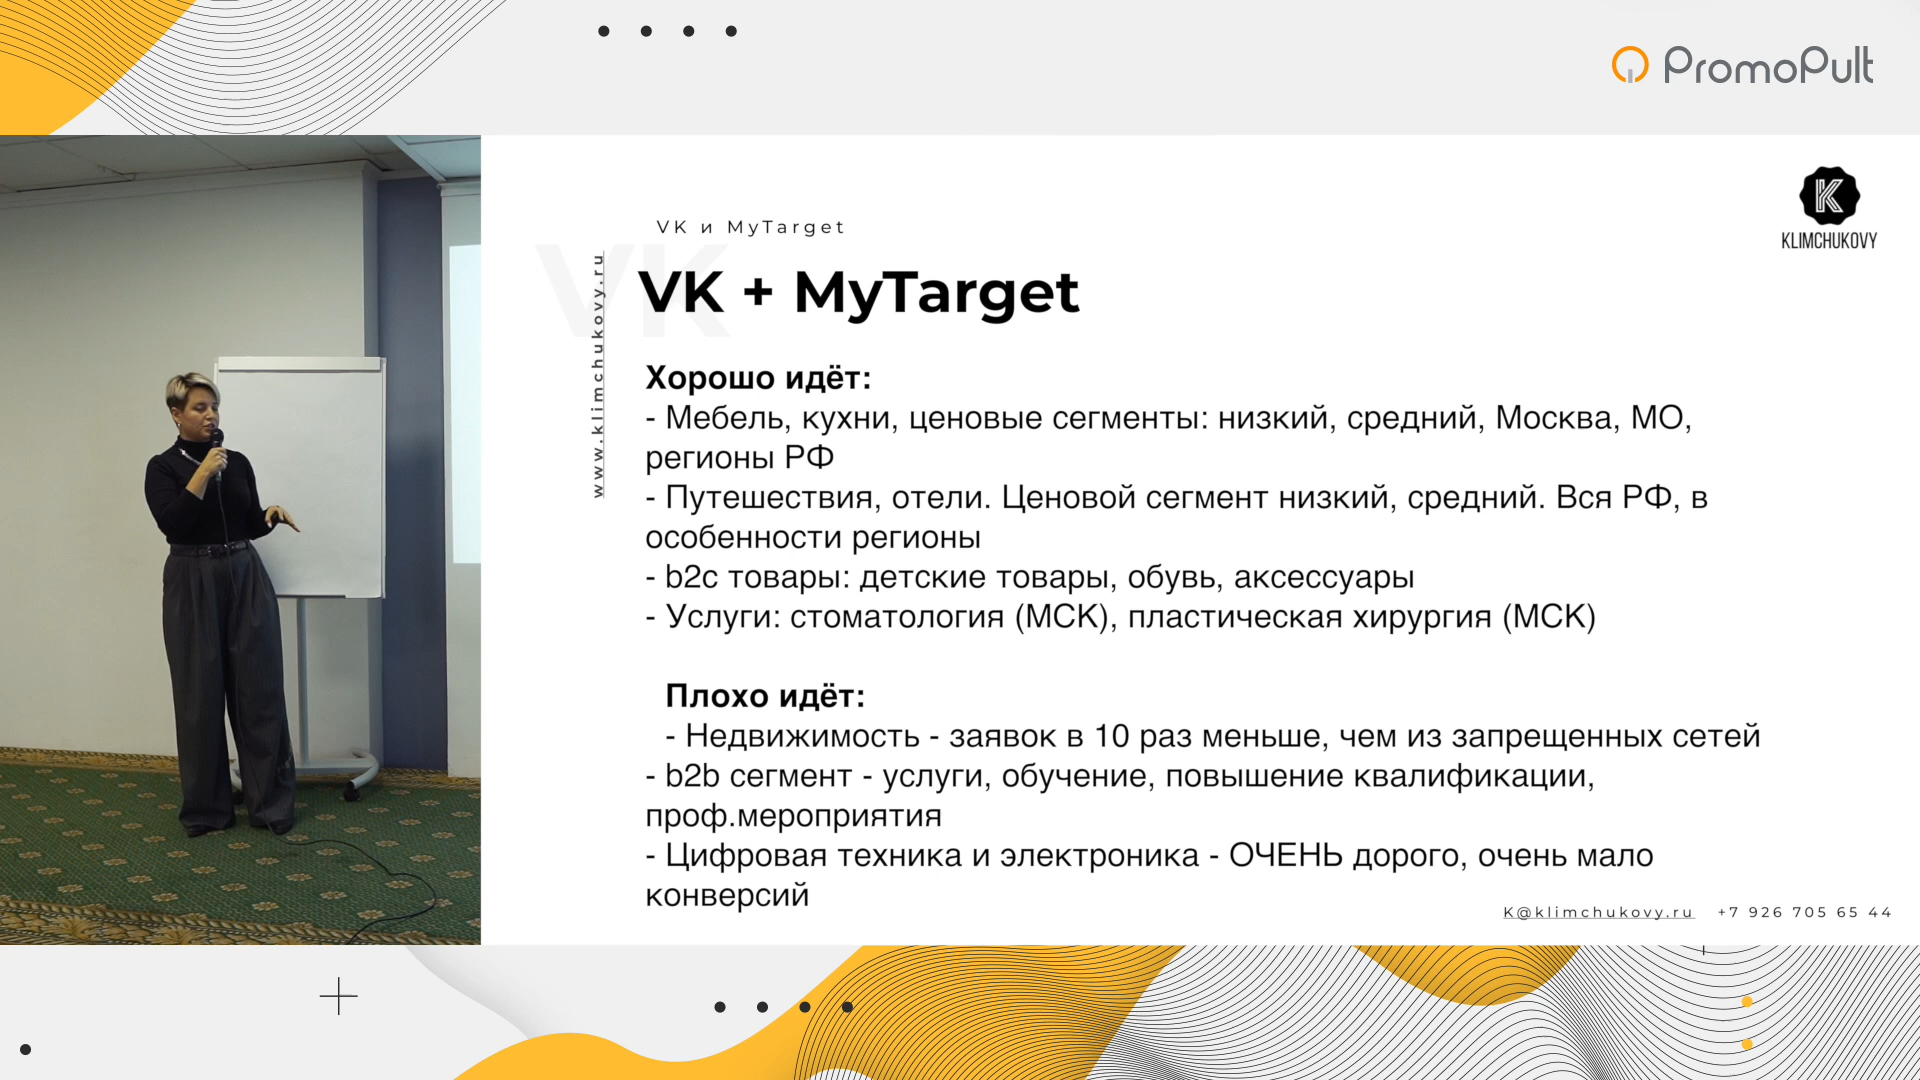 PromoPult
KLIMCHUKOVY
VK и MyTarget
VK
www.klimchukovy.ru
VK + MyTarget
Хорошо идёт:
- Мебель, кухни, ценовые сегменты: низкий, средний, Москва, МО,
регионы РФ
- Путешествия, отели. Ценовой сегмент низкий, средний. Вся РФ, в
особенности регионы
- b2c товары: детские товары, обувь, аксессуары
- Услуги: стоматология (МСК), пластическая хирургия (МСК)
Плохо идёт:
- Недвижимость - заявок в 10 раз меньше, чем из запрещенных сетей
- b2b сегмент - услуги, обучение, повышение квалификации,
проф.мероприятия
- Цифровая техника и электроника - ОЧЕНЬ дорого, очень мало
конверсий
K@klimchukovy.ru +7 926 705 65 44